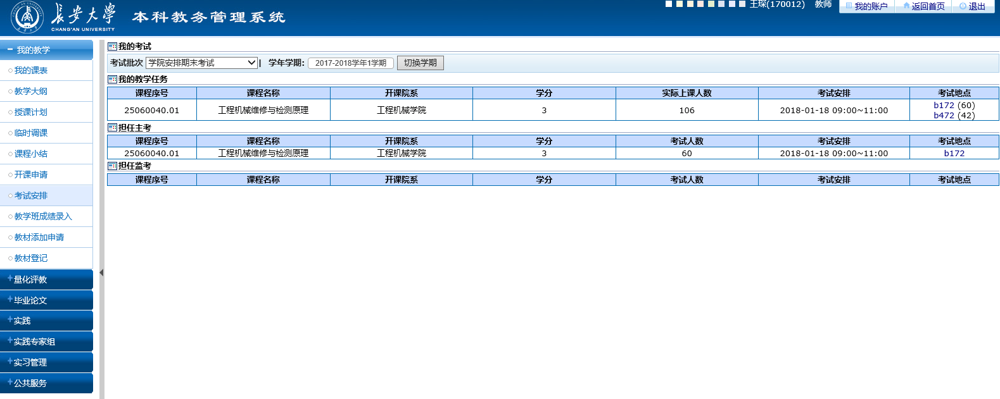 长安大学 CHANG'AN UNIVERSITY 本科教务管理系统
王琛(170012) 教师 我的账户 返回首页 退出
我的教学
我的课表
教学大纲
授课计划
临时调课
课程小结
开课申请
考试安排
教学班成绩录入
教材添加申请
教材登记
量化评教
毕业论文
实践
实践专家组
实习管理
公共服务
我的考试
考试批次 学院安排期末考试 | 学年学期: 2017-2018学年1学期 切换学期
我的教学任务
课程序号 课程名称 开课院系 学分 实际上课人数 考试安排 考试地点
25060040.01 工程机械维修与检测原理 工程机械学院 3 106 2018-01-18 09:00~11:00 b172 (60)
b472 (42)
担任主考
课程序号 课程名称 开课院系 学分 考试人数 考试安排 考试地点
25060040.01 工程机械维修与检测原理 工程机械学院 3 60 2018-01-18 09:00~11:00 b172
担任监考
课程序号 课程名称 开课院系 学分 考试人数 考试安排 考试地点